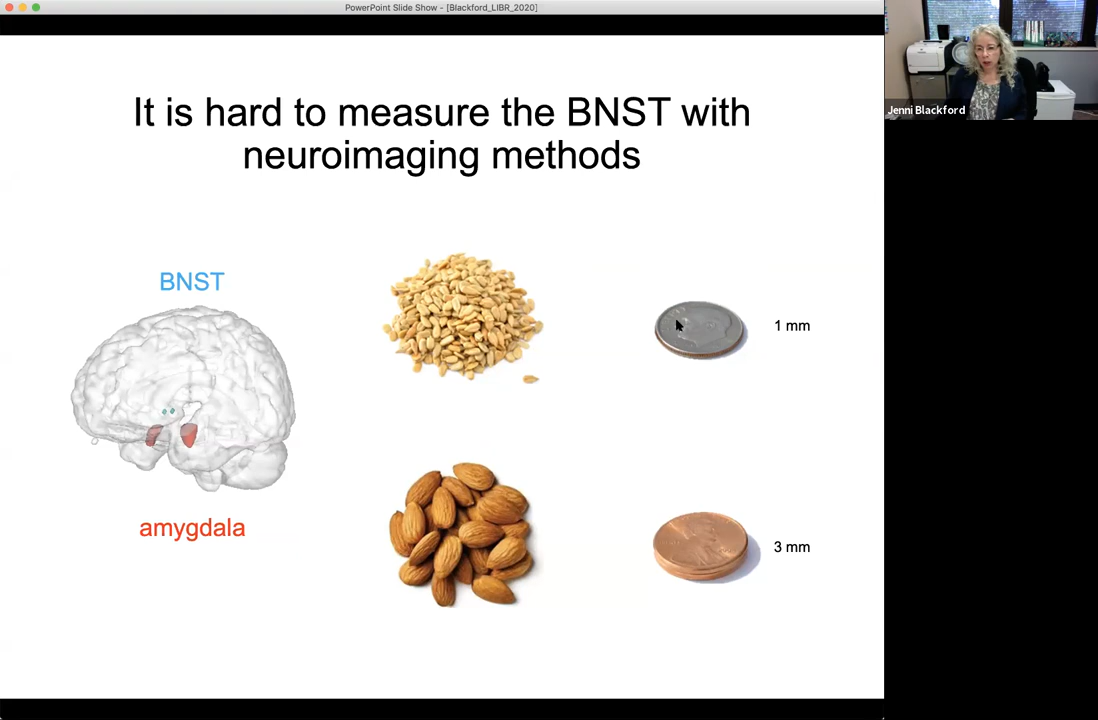 PowerPoint Slide Show - [Blackford_LIBR_2020]
Jenni Blackford
It is hard to measure the BNST with
neuroimaging methods
BNST
1 mm
amygdala
3 mm